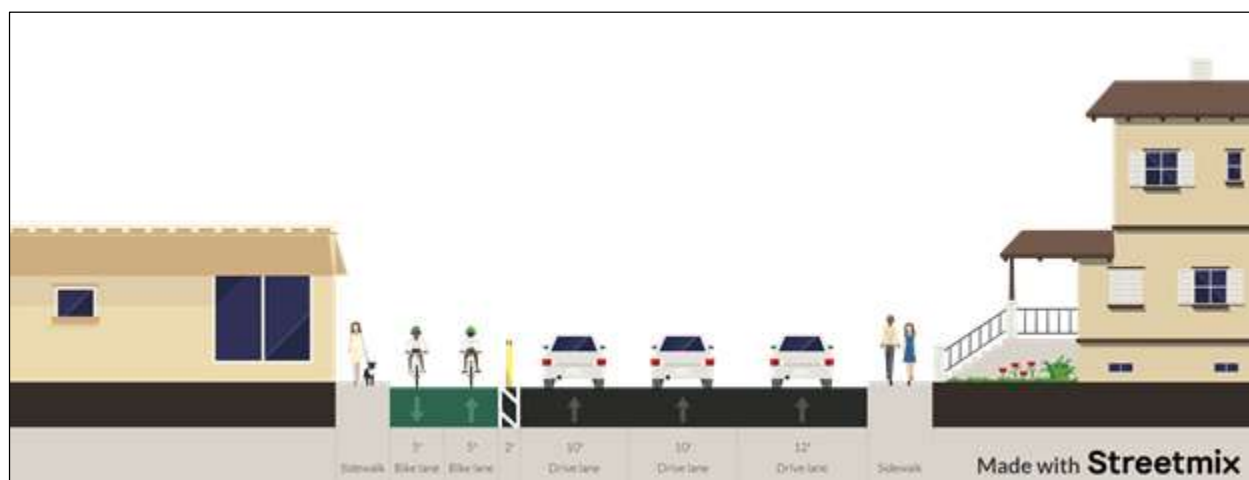 5' 5' 2' 10' 10' 12'
Sidewalk Bike lane Bike lane Drive lane Drive lane Drive lane Sidewalk
Made with Streetmix